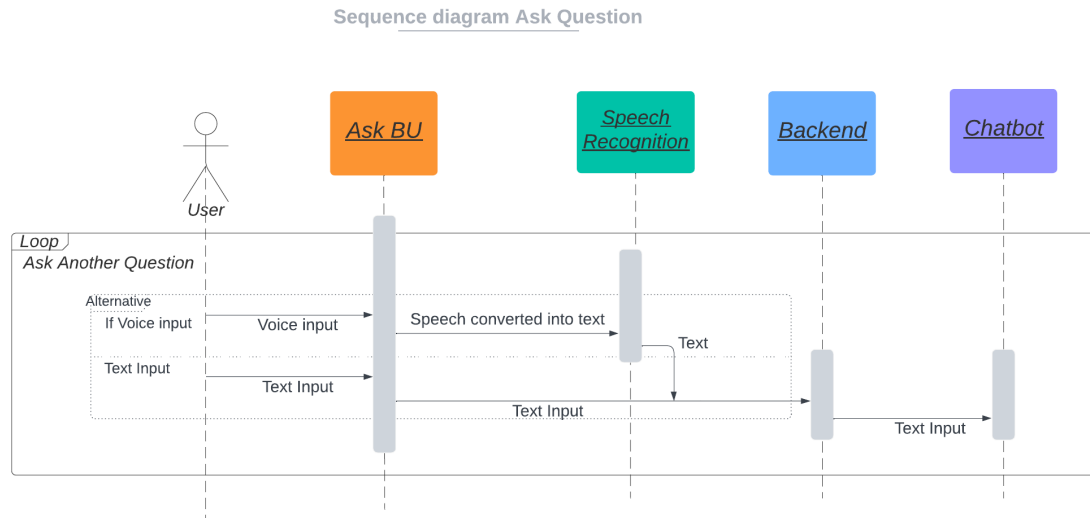 Sequence diagram Ask Question
Ask BU
Speech
Recognition
Backend
Chatbot
User
Loop
Ask Another Question
Alternative
If Voice input
Voice input
Speech converted into text
Text
Text Input
Text Input
Text Input
Text Input